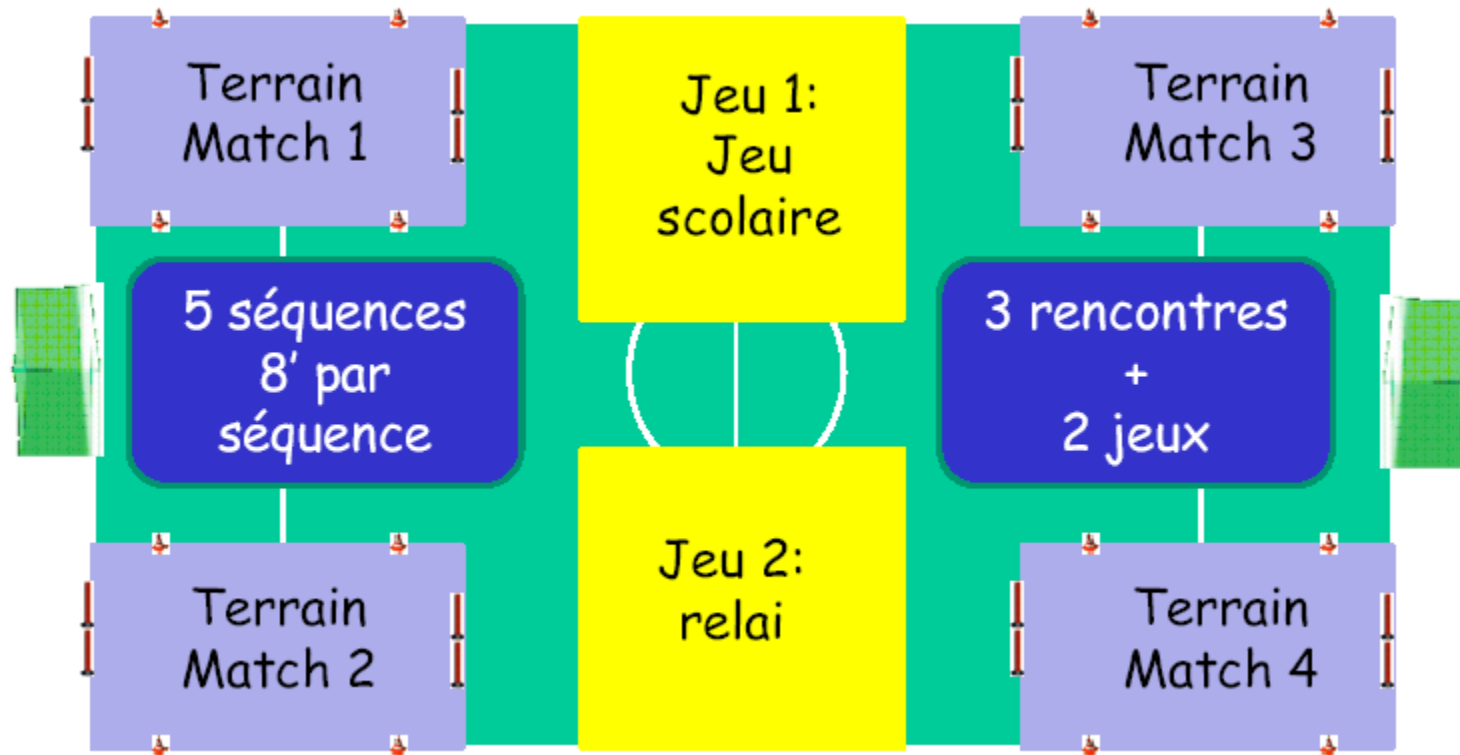 Terrain
Match 1
Jeu 1:
Jeu
scolaire
Terrain
Match 3
5 séquences
8’ par
séquence
3 rencontres
+
2 jeux
Terrain
Match 2
Jeu 2:
relai
Terrain
Match 4